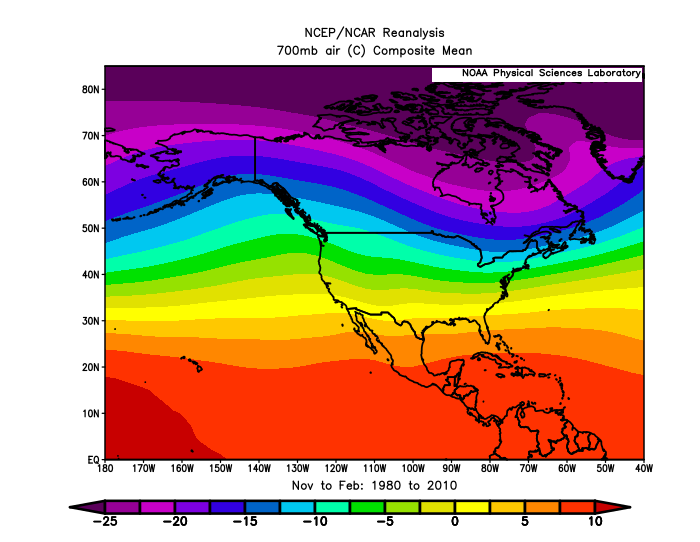 NCEP/NCAR Reanalysis
700mb air (C) Composite Mean
NOAA Physical Sciences Laboratory
80N
70N
60N
50N
40N
30N
20N
10N
EQ
180 170W 160W 150W 140W 130W 120W 110W 100W 90W 80W 70W 60W 50W 40W
Nov to Feb: 1980 to 2010
-25 -20 -15 -10 -5 0 5 10